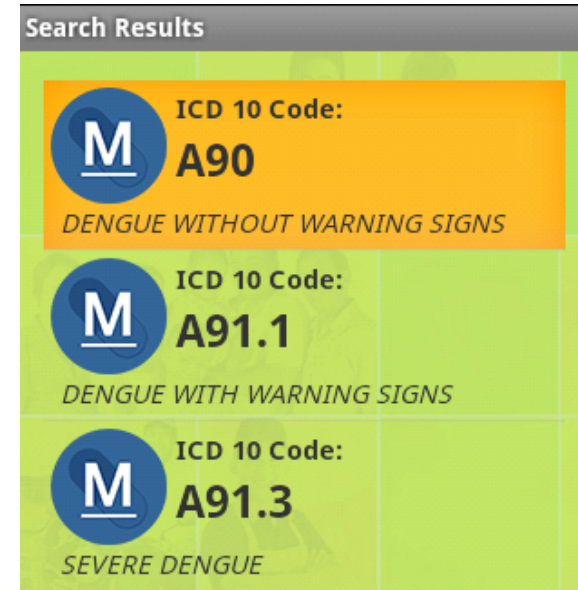 Search Results
ICD 10 Code:
M
A90
DENGUE WITHOUT WARNING SIGNS
ICD 10 Code:
M
A91.1
DENGUE WITH WARNING SIGNS
ICD 10 Code:
M
A91.3
SEVERE DENGUE